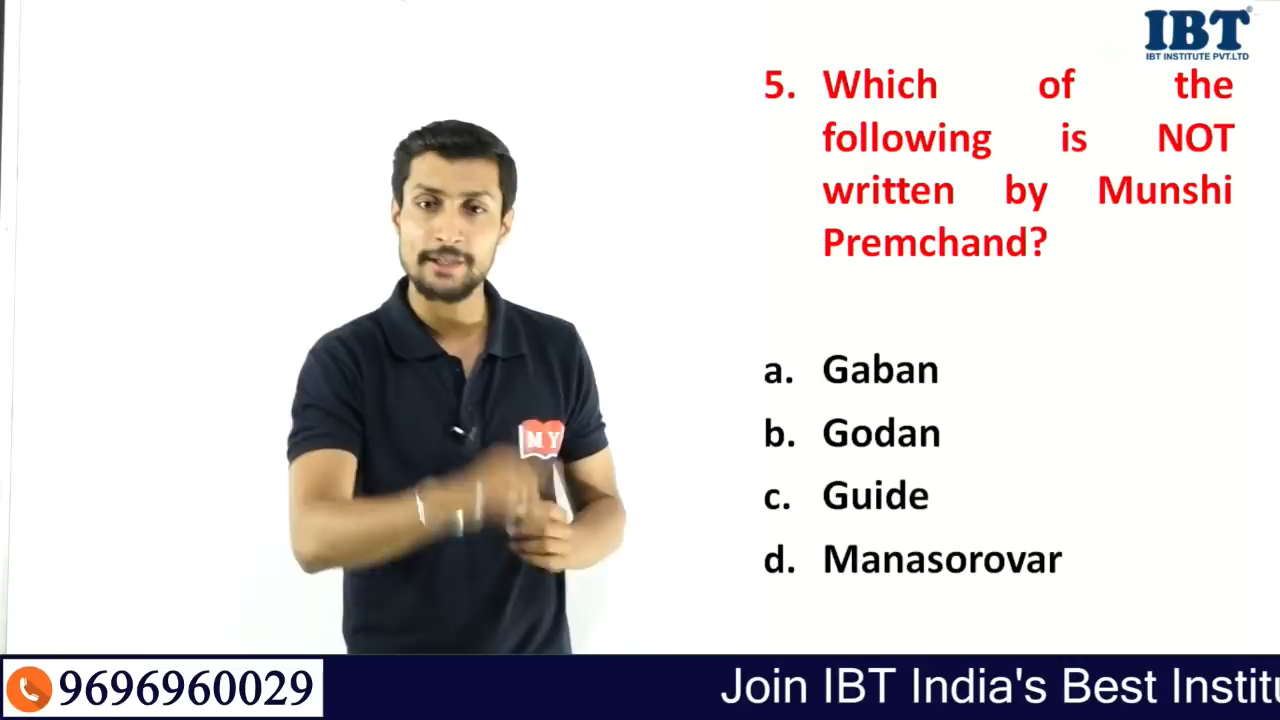 IBT
IBT INSTITUTE PVT.LTD
5. Which of the
following is NOT
written by Munshi
Premchand?
a. Gaban
b. Godan
c. Guide
d. Manasorovar
M Y
9696960029
Join IBT India's Best Institu